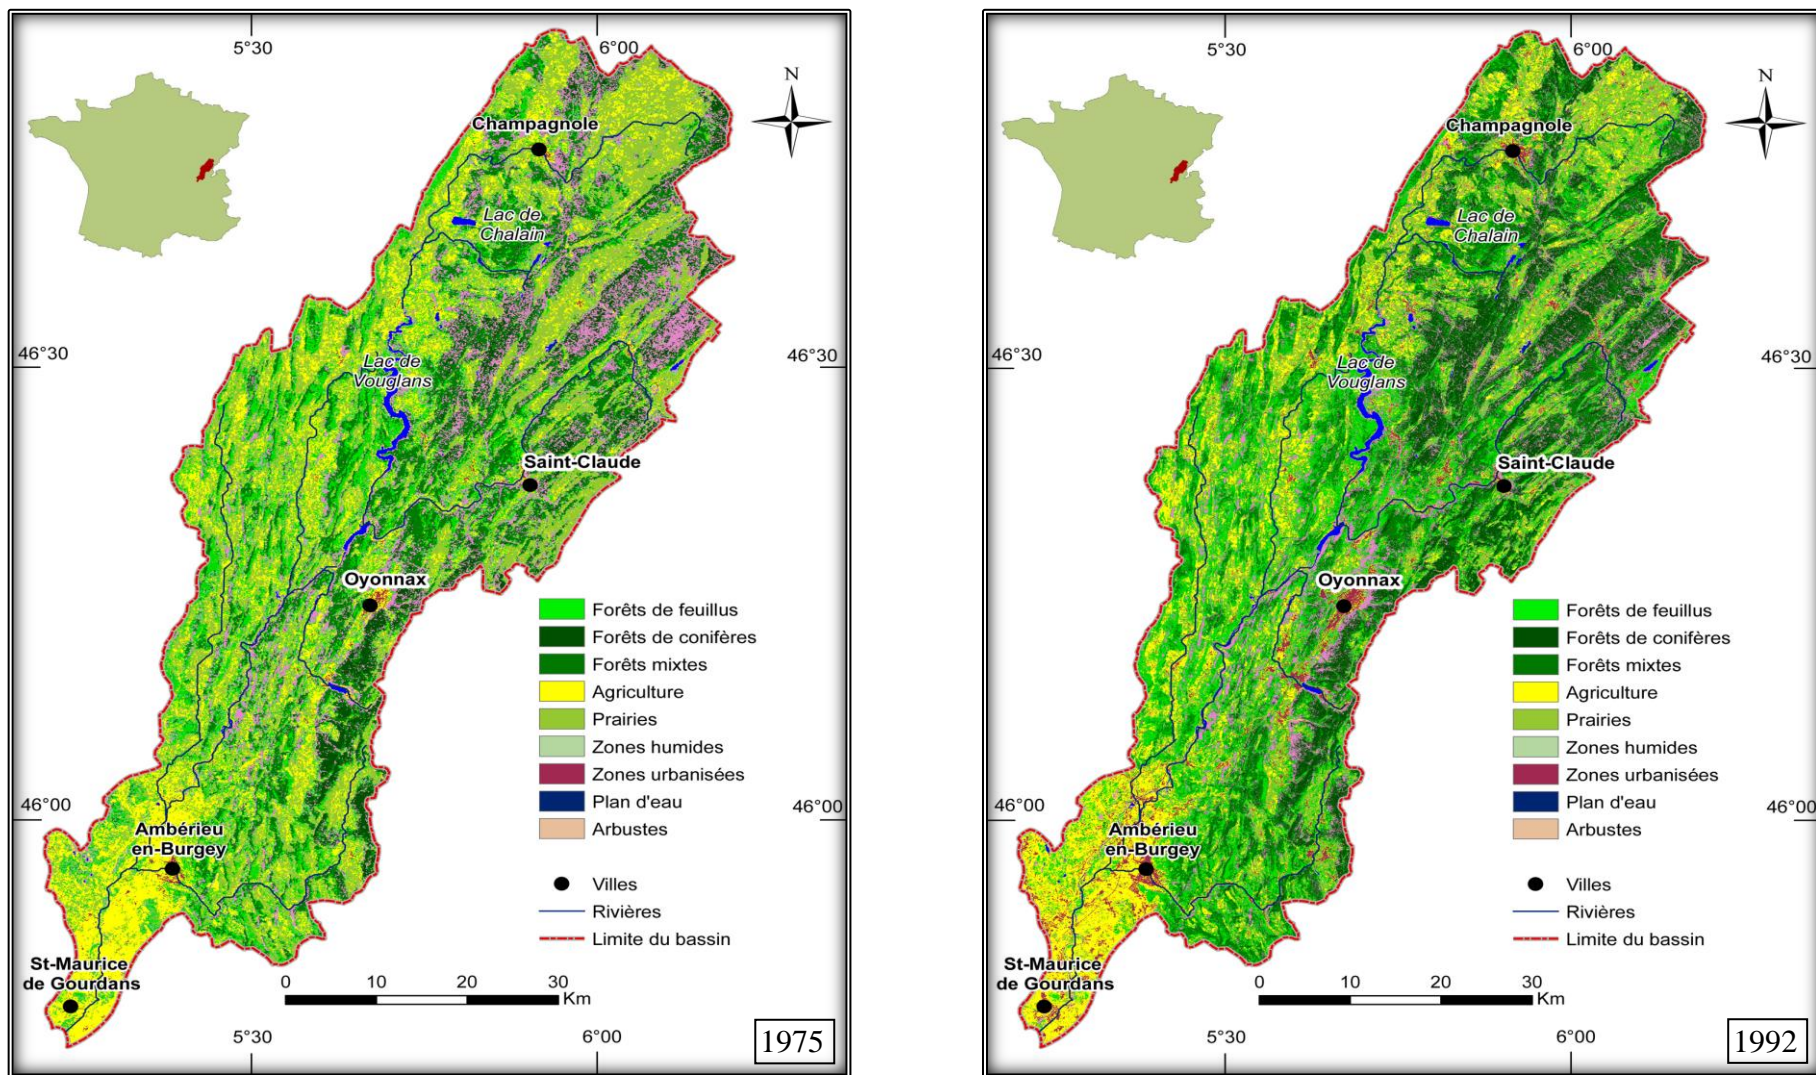 5°30
6°00
N
Champagnole
Lac de
Chalain
46°30
46°30
Lac de
Vouglans
Saint-Claude
Oyonnax
Forêts de feuillus
Forêts de conifères
Forêts mixtes
Agriculture
Prairies
Zones humides
Zones urbanisées
Plan d'eau
Arbustes
46°00
46°00
Ambérieu
en-Burgey
Villes
Rivières
Limite du bassin
St-Maurice
de Gourdans
0 10 20 30
Km
5°30
6°00
1975
5°30
6°00
N
Champagnole
Lac de
Chalain
46°30
46°30
Lac de
Vouglans
Saint-Claude
Oyonnax
Forêts de feuillus
Forêts de conifères
Forêts mixtes
Agriculture
Prairies
Zones humides
Zones urbanisées
Plan d'eau
Arbustes
46°00
46°00
Ambérieu
en-Burgey
Villes
Rivières
Limite du bassin
St-Maurice
de Gourdans
0 10 20 30
Km
5°30
6°00
1992